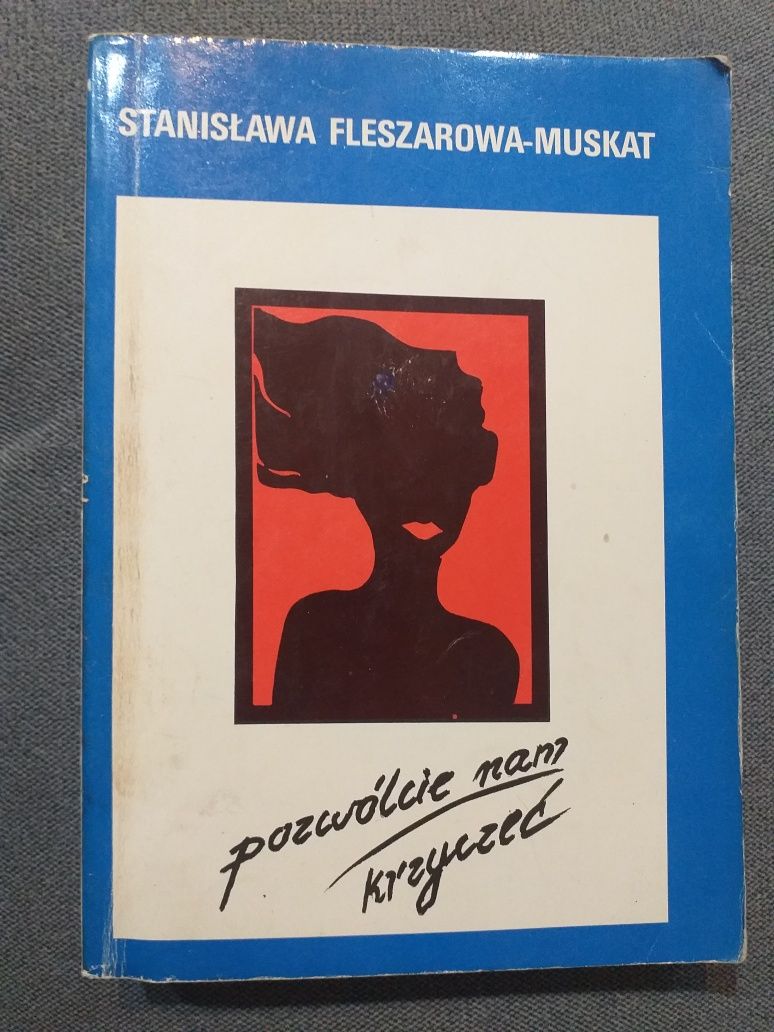 STANISŁAWA FLESZAROWA-MUSKAT
pozwólcie nam
krzyczeć